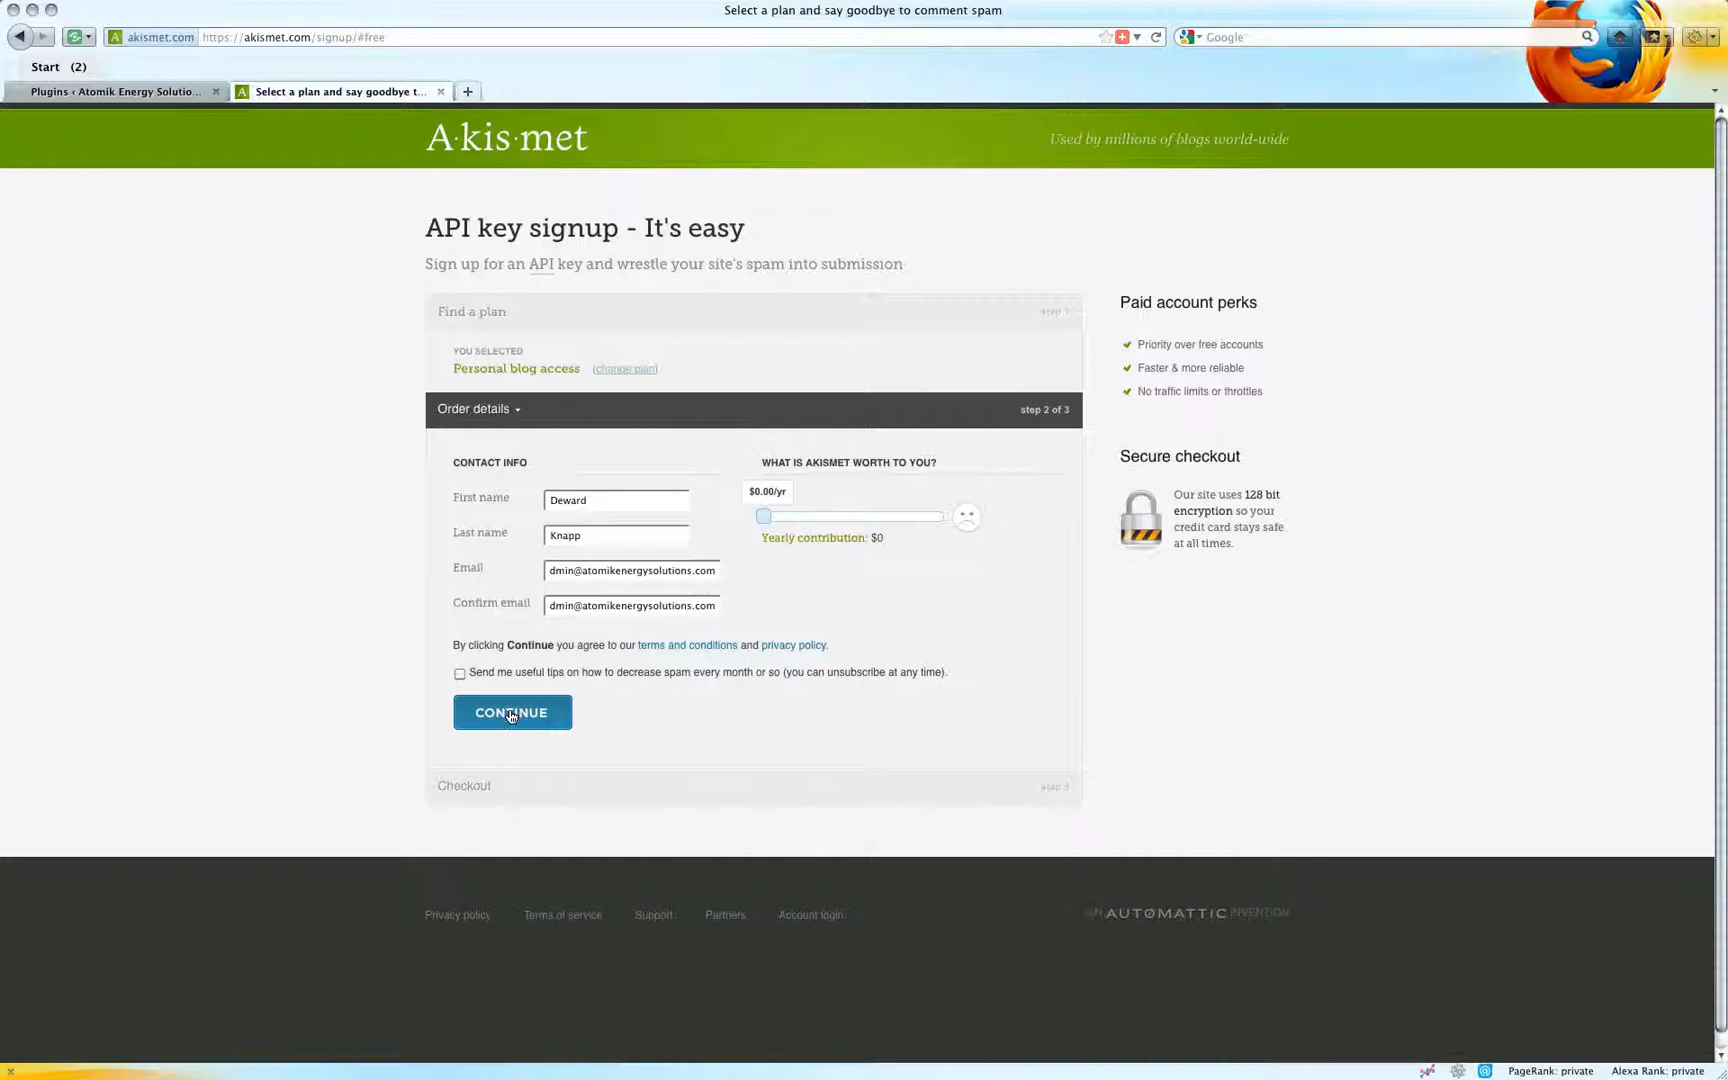 Select a plan and say goodbye to comment spam
akismet.com https://akismet.com/signup/#free
Google
Start (2)
Plugins ‹ Atomik Energy Solutio...
Select a plan and say goodbye t...
A·kis·met
Used by millions of blogs world-wide
API key signup - It's easy
Sign up for an API key and wrestle your site's spam into submission
Find a plan
step 1
YOU SELECTED
Personal blog access (change plan)
Order details
step 2 of 3
CONTACT INFO
First name Deward
Last name Knapp
Email dmin@atomikenergysolutions.com
Confirm email dmin@atomikenergysolutions.com
WHAT IS AKISMET WORTH TO YOU?
$0.00/yr
Yearly contribution: $0
By clicking Continue you agree to our terms and conditions and privacy policy.
Send me useful tips on how to decrease spam every month or so (you can unsubscribe at any time).
CONTINUE
Checkout
step 3
Paid account perks
Priority over free accounts
Faster & more reliable
No traffic limits or throttles
Secure checkout
Our site uses 128 bit
encryption so your
credit card stays safe
at all times.
Privacy policy
Terms of service
Support
Partners
Account login
AN AUTOMATTIC INVENTION
PageRank: private
Alexa Rank: private